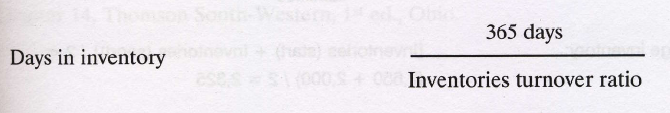 365 days
Days in inventory
Inventories turnover ratio